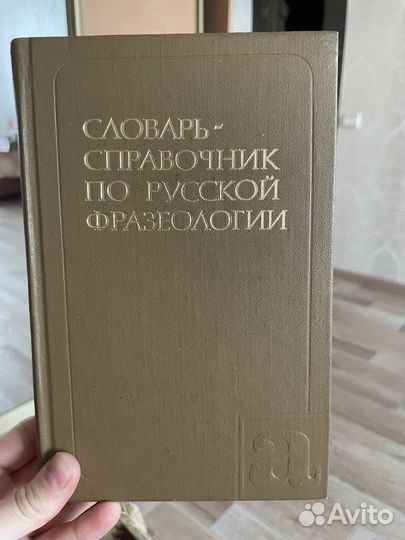 СЛОВАРЬ-
СПРАВОЧНИК
ПО РУССКОЙ
ФРАЗЕОЛОГИИ
а
Avito